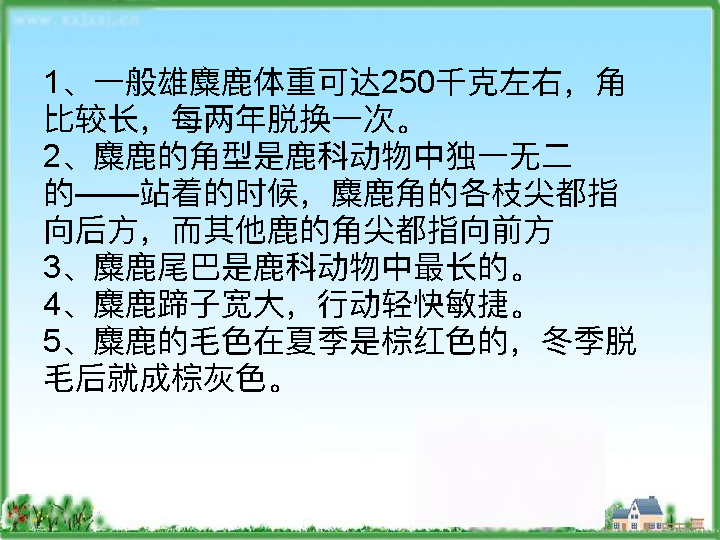 www.xxjxsj.cn
1、一般雄麋鹿体重可达250千克左右，角
比较长，每两年脱换一次。
2、麋鹿的角型是鹿科动物中独一无二
的——站着的时候，麋鹿角的各枝尖都指
向后方，而其他鹿的角尖都指向前方
3、麋鹿尾巴是鹿科动物中最长的。
4、麋鹿蹄子宽大，行动轻快敏捷。
5、麋鹿的毛色在夏季是棕红色的，冬季脱
毛后就成棕灰色。